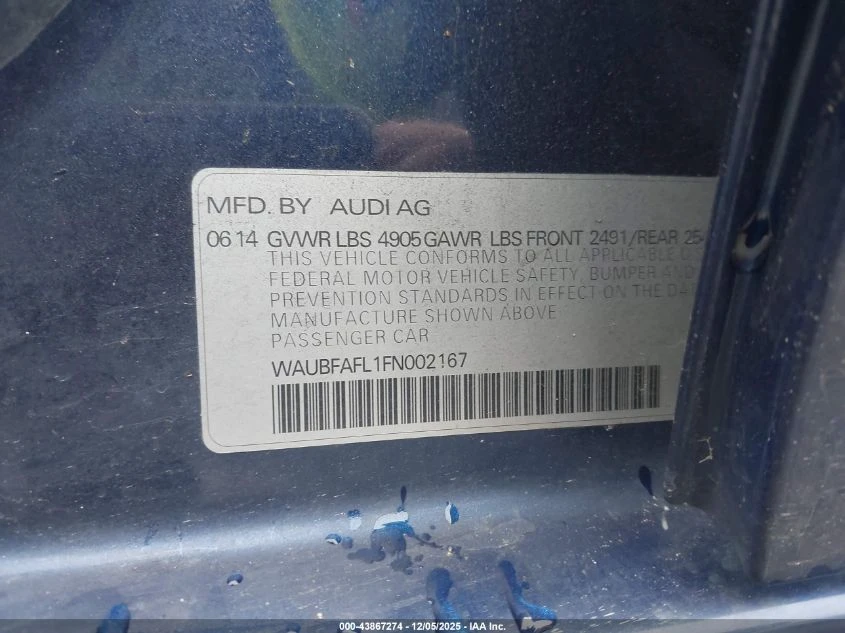 MFD. BY AUDI AG
06 14 GVWR LBS 4905 GAWR LBS FRONT 2491/REAR
THIS VEHICLE CONFORMS TO ALL APPLICABLE
FEDERAL MOTOR VEHICLE SAFETY, BUMPER AND
PREVENTION STANDARDS IN EFFECT ON THE
MANUFACTURE SHOWN ABOVE
PASSENGER CAR
WAUBFAFL1FN002167
000-43867274 - 12/05/2025 - IAA Inc.